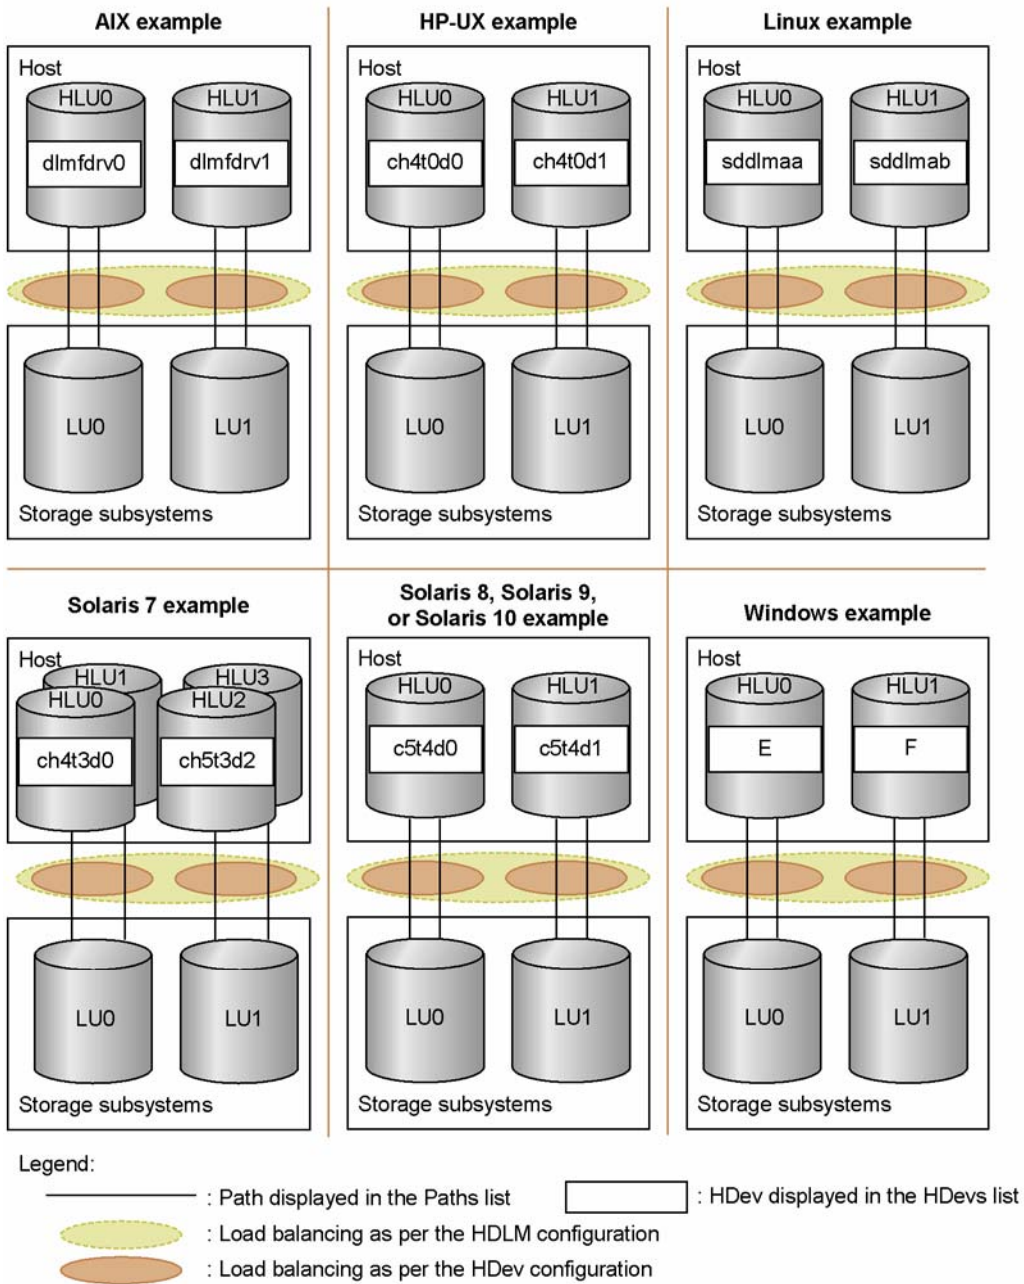 AIX example
Host
HLU0
HLU1
dlmfdrv0
dlmfdrv1
LU0
LU1
Storage subsystems
HP-UX example
Host
HLU0
HLU1
ch4t0d0
ch4t0d1
LU0
LU1
Storage subsystems
Linux example
Host
HLU0
HLU1
sddlmaa
sddlmab
LU0
LU1
Storage subsystems
Solaris 7 example
Host
HLU1
HLU3
HLU0
HLU2
ch4t3d0
ch5t3d2
LU0
LU1
Storage subsystems
Solaris 8, Solaris 9,
or Solaris 10 example
Host
HLU0
HLU1
c5t4d0
c5t4d1
LU0
LU1
Storage subsystems
Windows example
Host
HLU0
HLU1
E
F
LU0
LU1
Storage subsystems
Legend:
: Path displayed in the Paths list
: HDev displayed in the HDevs list
: Load balancing as per the HDLM configuration
: Load balancing as per the HDev configuration